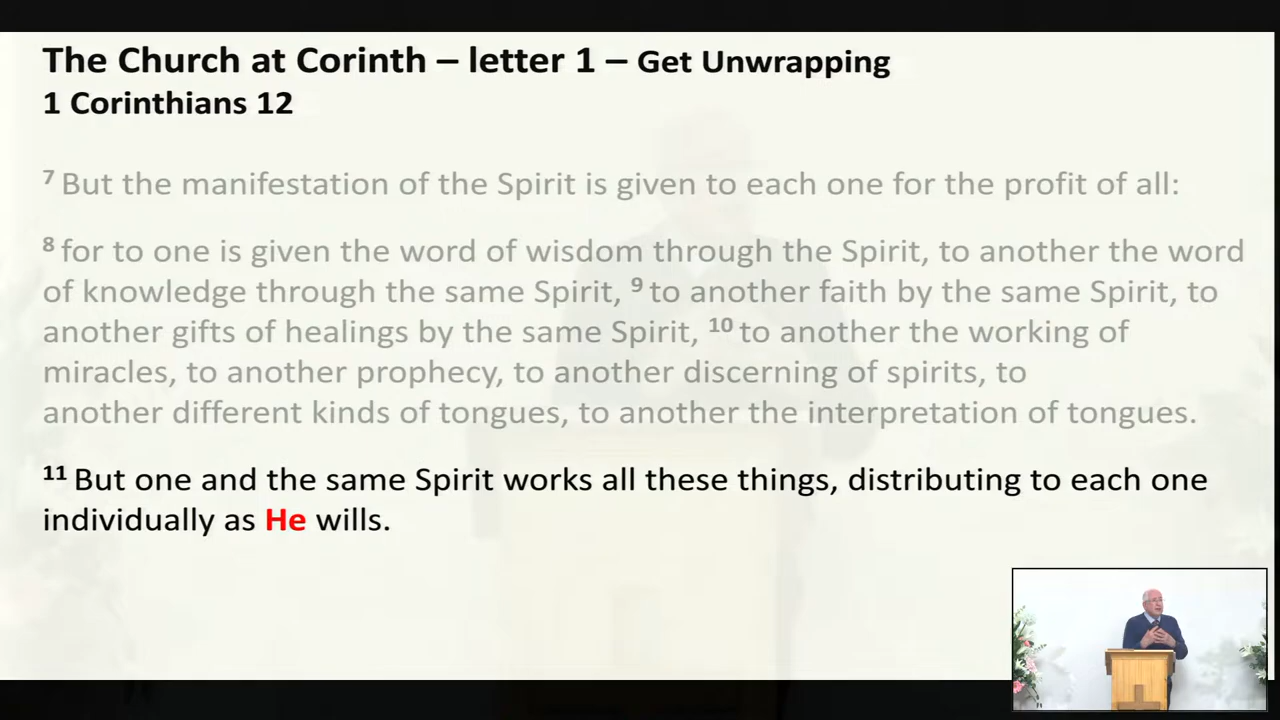 The Church at Corinth – letter 1 – Get Unwrapping
1 Corinthians 12
7 But the manifestation of the Spirit is given to each one for the profit of all:
8 for to one is given the word of wisdom through the Spirit, to another the word
of knowledge through the same Spirit, 9 to another faith by the same Spirit, to
another gifts of healings by the same Spirit, 10 to another the working of
miracles, to another prophecy, to another discerning of spirits, to
another different kinds of tongues, to another the interpretation of tongues.
11 But one and the same Spirit works all these things, distributing to each one
individually as He wills.